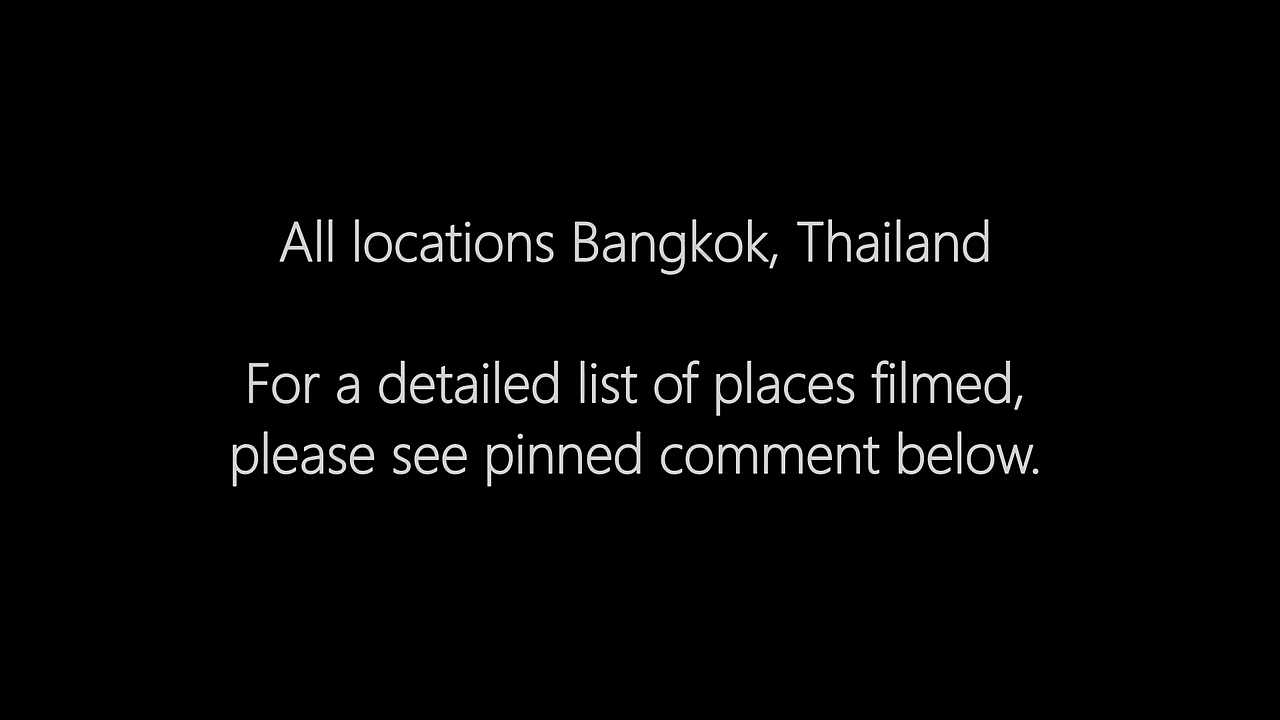 All locations Bangkok, Thailand
For a detailed list of places filmed,
please see pinned comment below.